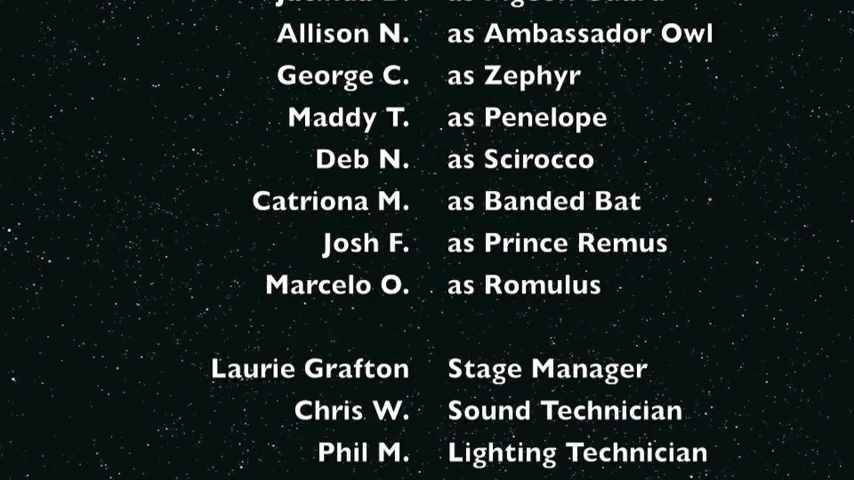 Allison N. as Ambassador Owl
George C. as Zephyr
Maddy T. as Penelope
Deb N. as Scirocco
Catriona M. as Banded Bat
Josh F. as Prince Remus
Marcelo O. as Romulus
Laurie Grafton Stage Manager
Chris W. Sound Technician
Phil M. Lighting Technician